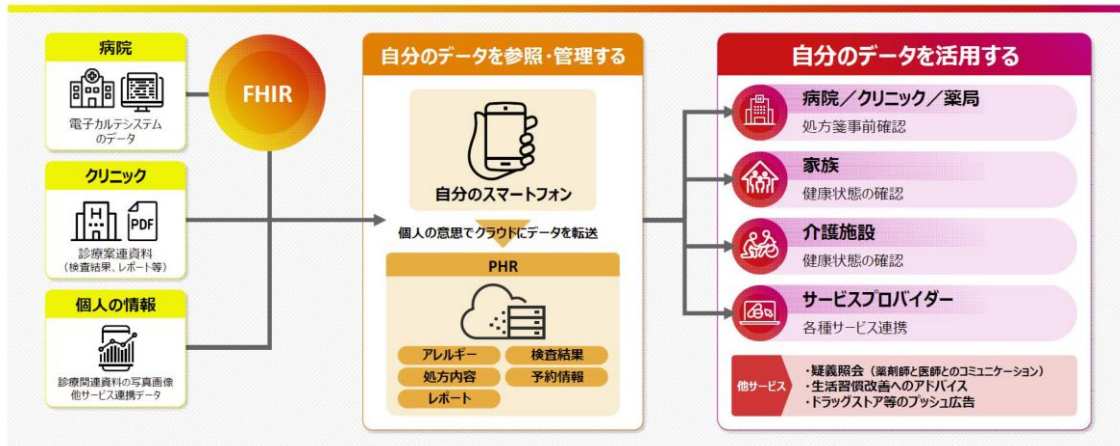 病院
電子カルテシステム
のデータ
FHIR
クリニック
PDF
診療案連資料
(検査結果、レポート等)
個人の情報
診療関連資料の写真画像
他サービス連携データ
自分のデータを参照・管理する
自分のスマートフォン
個人の意思でクラウドにデータを転送
PHR
アレルギー
検査結果
処方内容
予約情報
レポート
自分のデータを活用する
病院／クリニック／薬局
処方箋事前確認
家族
健康状態の確認
介護施設
健康状態の確認
サービスプロバイダー
各種サービス連携
他サービス
・疑義照会（薬剤師と医師とのコミュニケーション）
・生活習慣改善へのアドバイス
・ドラッグストア等のプッシュ広告